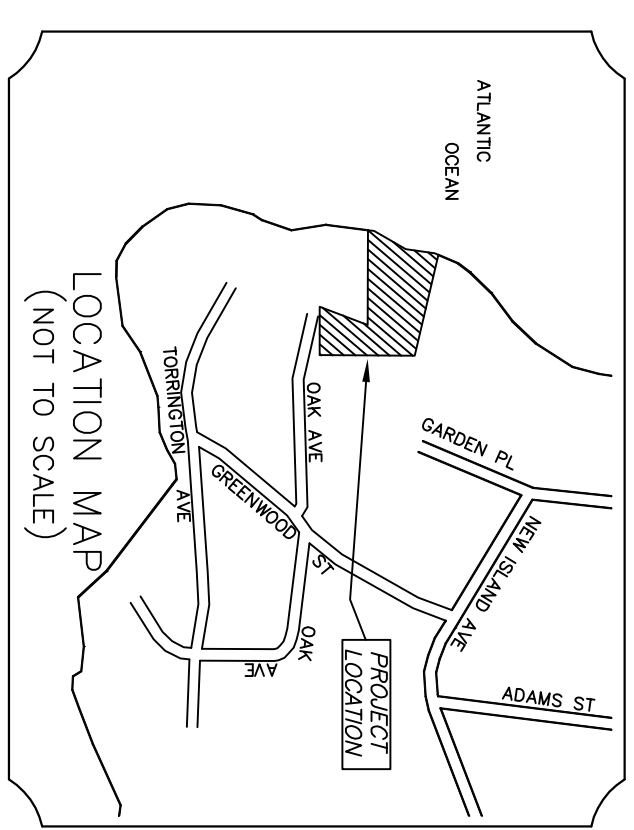 ATLANTIC
OCEAN
GARDEN PL
NEW ISLAND AVE
ADAMS ST
OAK AVE
GREENWOOD ST
OAK
AVE
TORRINGTON AVE
PROJECT
LOCATION
LOCATION MAP
(NOT TO SCALE)